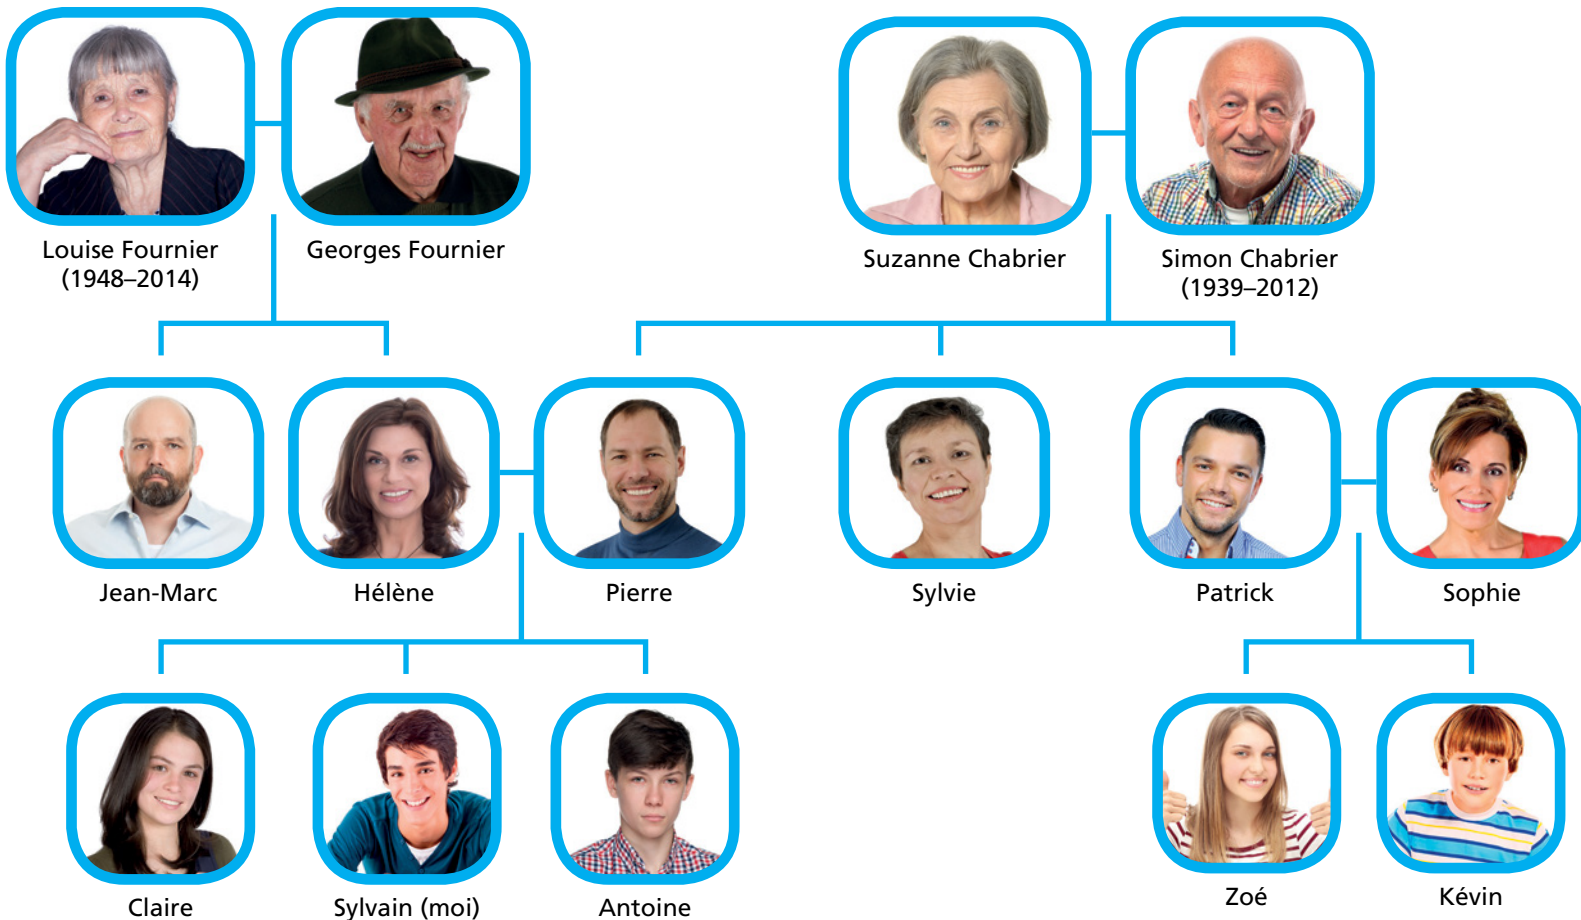 Louise Fournier
(1948–2014)
Georges Fournier
Suzanne Chabrier
Simon Chabrier
(1939–2012)
Jean-Marc
Hélène
Pierre
Sylvie
Patrick
Sophie
Claire
Sylvain (moi)
Antoine
Zoé
Kévin